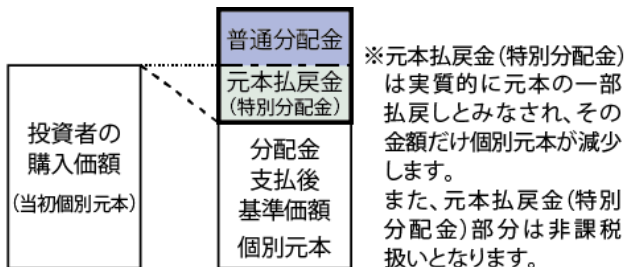 投資者の
購入価額
(当初個別元本)
普通分配金
元本払戻金
(特別分配金)
分配金
支払後
基準価額
個別元本
※元本払戻金(特別分配金)
は実質的に元本の一部
払戻しとみなされ、その
金額だけ個別元本が減少
します。
また、元本払戻金(特別
分配金)部分は非課税
扱いとなります。